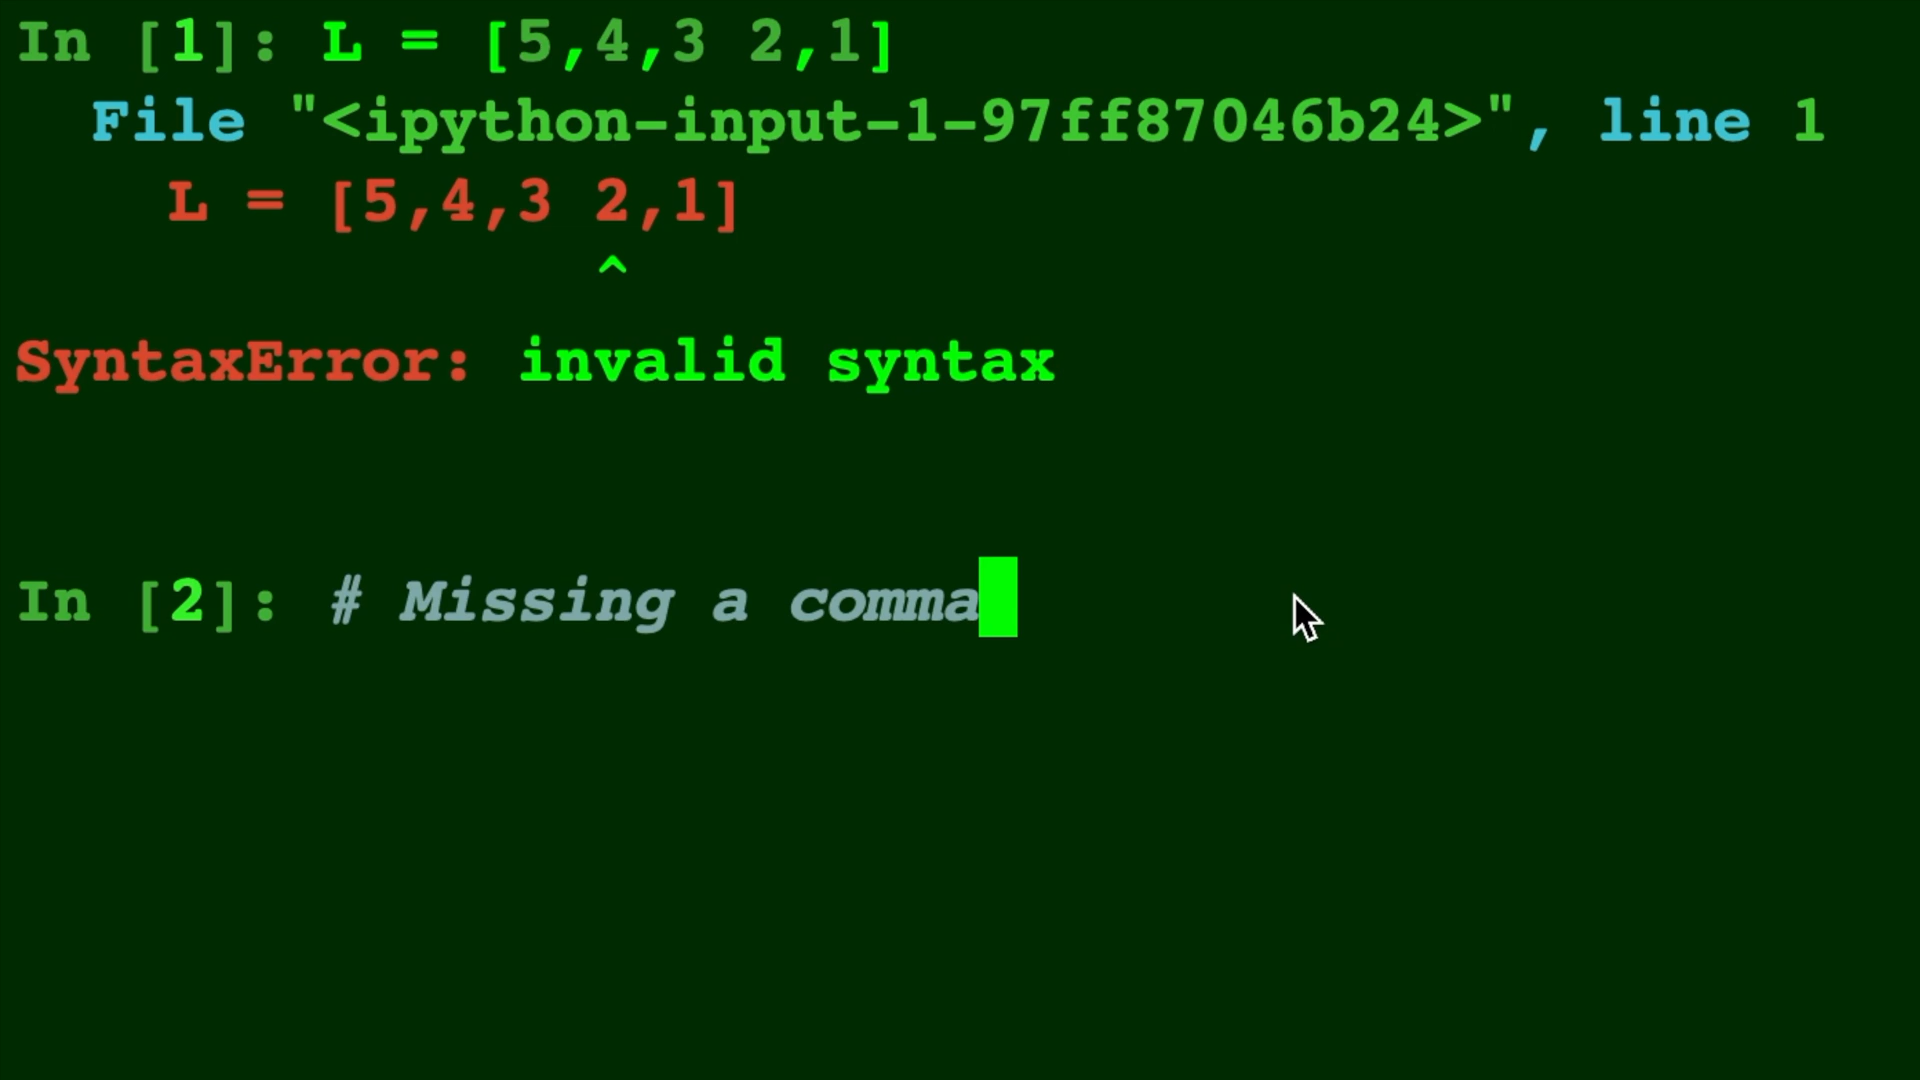 In [1]: L = [5,4,3 2,1]
File "<ipython-input-1-97ff87046b24>", line 1
L = [5,4,3 2,1]
^
SyntaxError: invalid syntax
In [2]: # Missing a comma